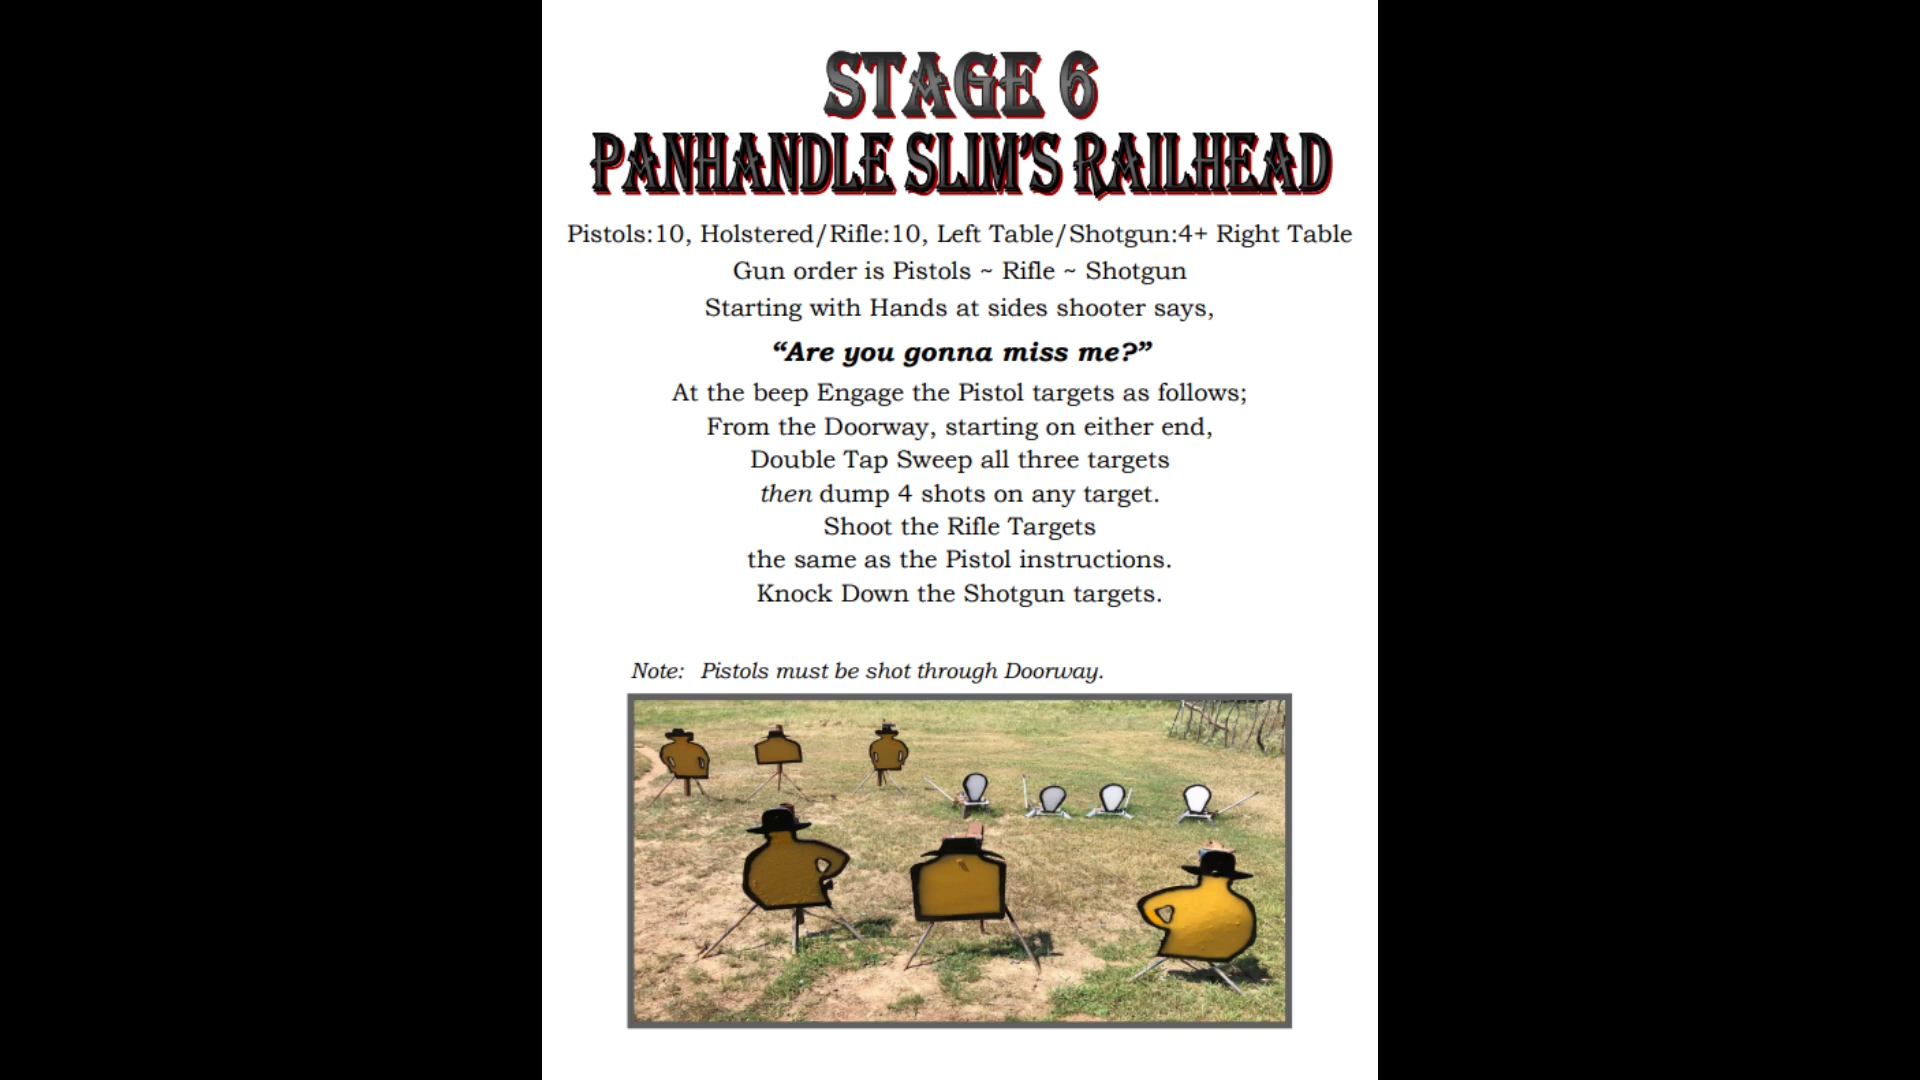 STAGE 6
PANHANDLE SLIM'S RAILHEAD
Pistols:10, Holstered/Rifle:10, Left Table/Shotgun:4+ Right Table
Gun order is Pistols ~ Rifle ~ Shotgun
Starting with Hands at sides shooter says,
“Are you gonna miss me?”
At the beep Engage the Pistol targets as follows;
From the Doorway, starting on either end,
Double Tap Sweep all three targets
then dump 4 shots on any target.
Shoot the Rifle Targets
the same as the Pistol instructions.
Knock Down the Shotgun targets.
Note: Pistols must be shot through Doorway.